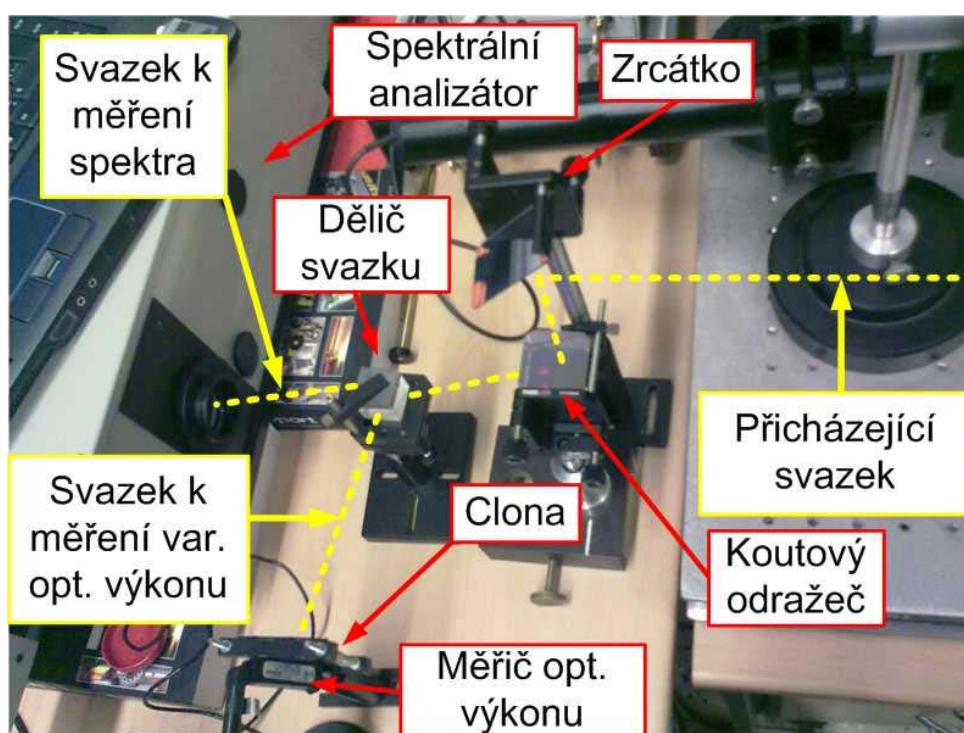 Svazek k
měření
spektra
Spektrální
analizátor
Zrcátko
Dělič
svazku
Přicházející
svazek
Svazek k
měření var.
opt. výkonu
Clona
Koutový
odražeč
Měřič opt.
výkonu